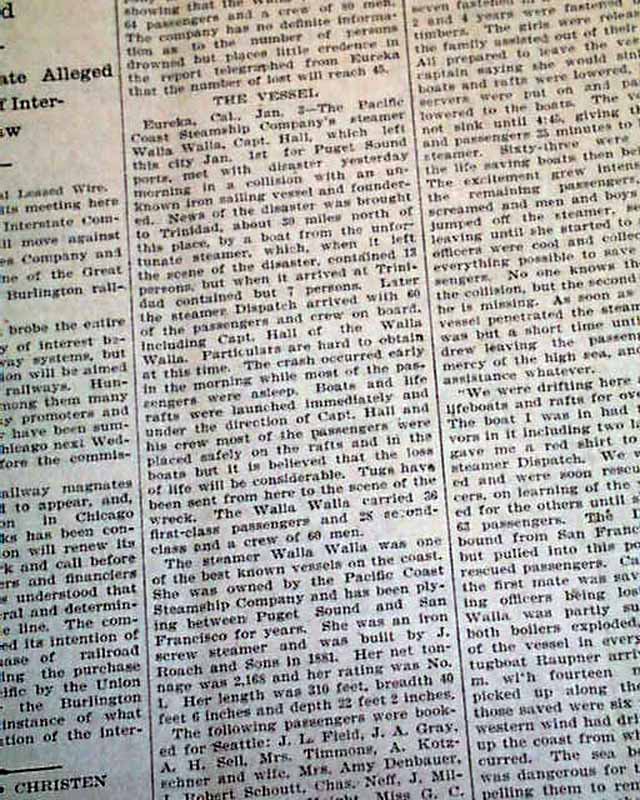 d
ate Alleged
f Inter-
aw
al Leased Wire.
its meeting here
Interstate Com-
ll move against
es Company and
ne of the Great
Burlington rail-
probe the entire
y of interest be-
way systems, but
ion will be aimed
railways. Hun-
mong them many
y promoters and
have been sum-
hicago next Wed-
fore the commis-
ailway magnates
d to appear, and,
on in Chicago
ks has been con-
on will renew its
k and call before
ers and financiers
s understood that
ral and determin-
e line. The com-
ed its intention of
ase of railroad
ing the purchase
ific by the Union
the Burlington
instance of what
tion of the inter-
CHRISTEN
showing that the
64 passengers and a crew of 80 men.
The company has no definite informa-
tion as to the number of persons
drowned but places little credence in
the report telegraphed from Eureka
that the number of lost will reach 45.
THE VESSEL
Eureka, Cal., Jan. 3—The Pacific
Coast Steamship Company's steamer
Walla Walla, Capt. Hall, which left
this city Jan. 1st for Puget Sound
ports, met with disaster yesterday
morning in a collision with an un-
known iron sailing vessel and founder-
ed. News of the disaster was brought
to Trinidad, about 20 miles north of
this place, by a boat from the unfor-
tunate steamer, which, when it left
the scene of the disaster, contained 13
persons, but when it arrived at Trini-
dad contained but 7 persons. Later
the steamer Dispatch arrived with 60
of the passengers and crew on board,
including Capt. Hall of the Walla
Walla. Particulars are hard to obtain
at this time. The crash occurred early
in the morning while most of the pas-
sengers were asleep. Boats and life
rafts were launched immediately and
under the direction of Capt. Hall and
his crew most of the passengers were
placed safely on the rafts and in the
boats but it is believed that the loss
of life will be considerable. Tugs have
been sent from here to the scene of the
wreck. The Walla Walla carried 36
first-class passengers and 28 second-
class and a crew of 60 men.
The steamer Walla Walla was one
of the best known vessels on the coast.
She was owned by the Pacific Coast
Steamship Company and has been ply-
ing between Puget Sound and San
Francisco for years. She was an iron
screw steamer and was built by J.
Roach and Sons in 1881. Her net ton-
nage was 2,168 and her rating was No.
1. Her length was 310 feet, breadth 40
feet 6 inches and depth 22 feet 2 inches.
The following passengers were book-
ed for Seattle: J. L. Field, J. A. Gray,
A. H. Sell, Mrs. Timmons, A. Kotz-
schner and wife, Mrs. Amy Denbauer,
J. Robert Schoutt, Chas. Neff, J. Mil-
Miss G. C.
seven fastened
2 and 4 years were fastened
timbers. The girls were relea
the family assisted out of their
All prepared to leave the ve
captain saying she would sink
boats and rafts were lowered,
servers were put on and pa
lowered to the boats. The ve
not sink until 4:45, giving th
and passengers 35 minutes to
steamer. Sixty-three were
the life saving boats then bei
The excitement grew inten
the remaining passengers,
screamed and men and boys
jumped off the steamer, se
leaving until she started to
officers were cool and collec
everything possible to save
sengers. No one knows th
the collision, but the second
he is missing. As soon as
vessel penetrated the steam
was but a short time until
drew leaving the passen
mercy of the high sea, and
assistance whatever.
"We were drifting here
lifeboats and rafts for ov
The boat I was in had
vors in it including two l
gave me a red shirt to
steamer Dispatch. We w
ed and were soon rescu
cers, on learning of the
ed for the others until
63 passengers. The
bound from San Franc
but pulled into this po
rescued passengers. Ca
the first mate was sav
ing officers being los
Walla was partly su
both boilers exploded,
of the vessel in every
tugboat Raupner arri
m. with fourteen
picked up along the
those saved were six
western wind had dri
up the coast from wh
curred. The sea
was dangerous for
pelling them to re